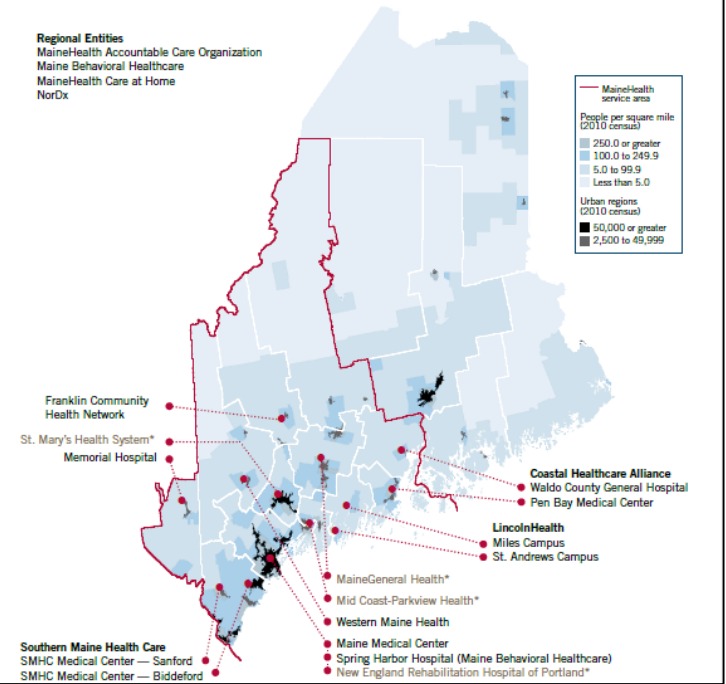 Regional Entities
MaineHealth Accountable Care Organization
Maine Behavioral Healthcare
MaineHealth Care at Home
NorDx
MaineHealth
service area
People per square mile
(2010 census)
250.0 or greater
100.0 to 249.9
5.0 to 99.9
Less than 5.0
Urban regions
(2010 census)
50,000 or greater
2,500 to 49,999
Franklin Community
Health Network
St. Mary's Health System*
Memorial Hospital
Coastal Healthcare Alliance
Waldo County General Hospital
Pen Bay Medical Center
LincolnHealth
Miles Campus
St. Andrews Campus
MaineGeneral Health*
Mid Coast-Parkview Health*
Western Maine Health
Maine Medical Center
Spring Harbor Hospital (Maine Behavioral Healthcare)
New England Rehabilitation Hospital of Portland*
Southern Maine Health Care
SMHC Medical Center — Sanford
SMHC Medical Center — Biddeford